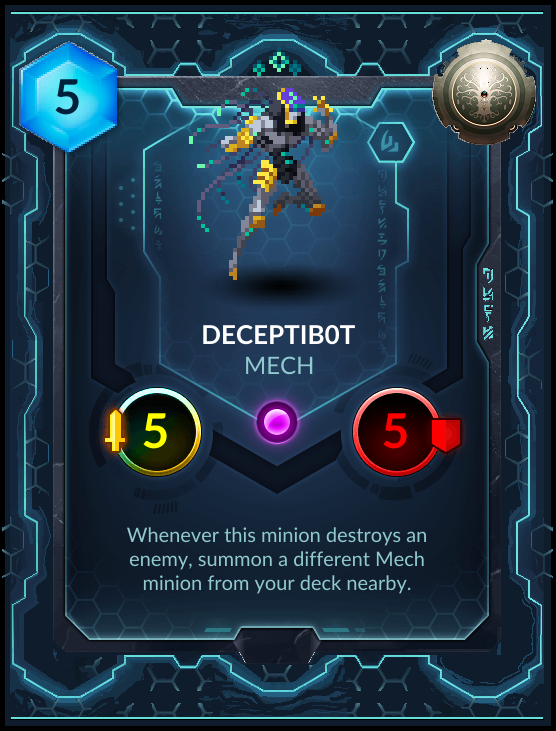 5
DECEPTIB0T
MECH
5
5
Whenever this minion destroys an
enemy, summon a different Mech
minion from your deck nearby.